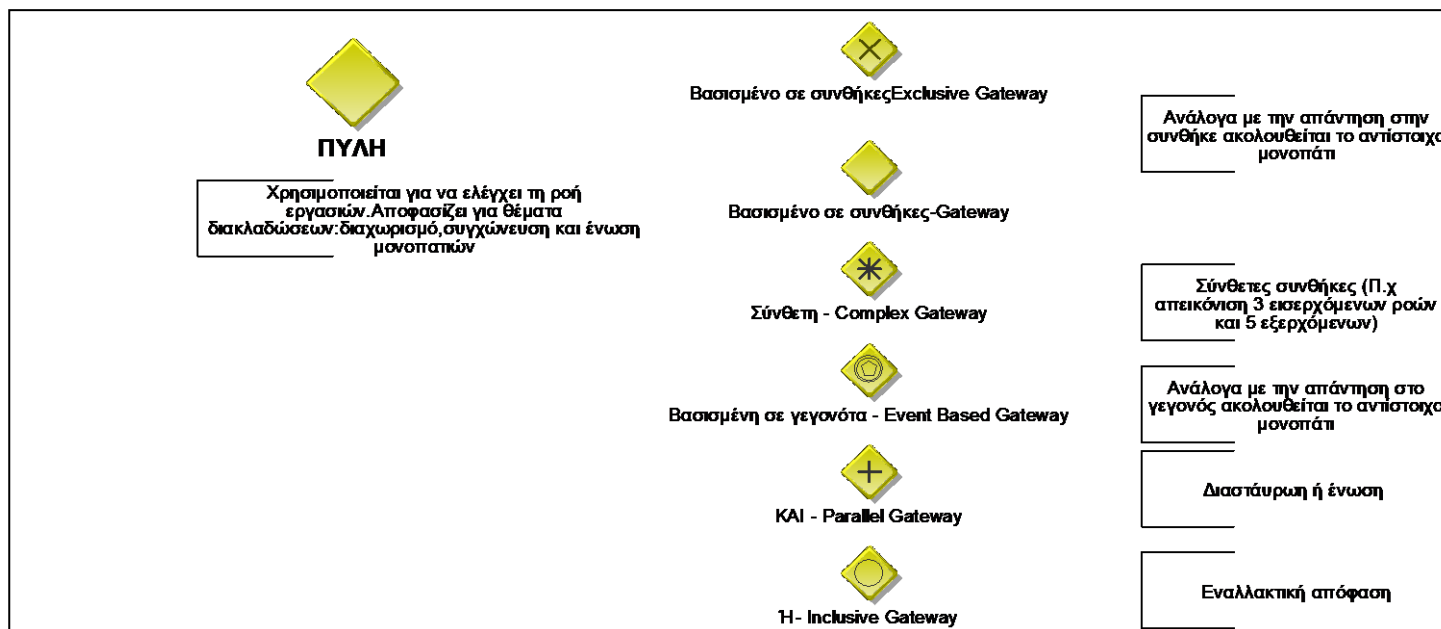 ΠΥΛΗ
Χρησιμοποιείται για να ελέγχει τη ροή
εργασιών.Αποφασίζει για θέματα
διακλαδώσεων:διαχωρισμό,συγχώνευση και ένωση
μονοπατιών
Βασισμένο σε συνθήκεςExclusive Gateway
Ανάλογα με την απάντηση στην
συνθήκε ακολουθείται το αντίστοιχο
μονοπάτι
Βασισμένο σε συνθήκες-Gateway
Σύνθετη - Complex Gateway
Σύνθετες συνθήκες (Π.χ
απεικόνιση 3 εισερχόμενων ροών
και 5 εξερχόμενων)
Βασισμένη σε γεγονότα - Event Based Gateway
Ανάλογα με την απάντηση στο
γεγονός ακολουθείται το αντίστοιχο
μονοπάτι
ΚΑΙ - Parallel Gateway
Διαστάυρωη ή ένωση
Ή- Inclusive Gateway
Εναλλακτική απόφαση